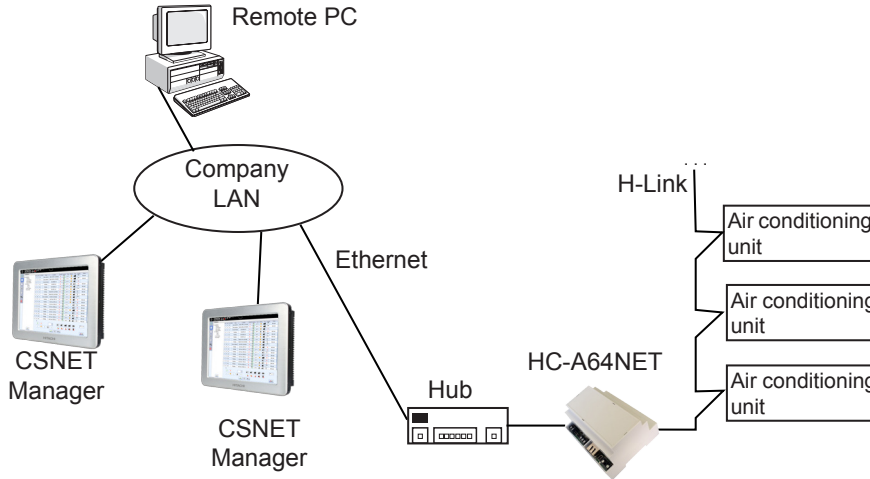 Remote PC
Company
LAN
H-Link
. . .
Air conditioning
unit
Ethernet
Air conditioning
unit
HC-A64NET
CSNET
Manager
Hub
Air conditioning
unit
CSNET
Manager